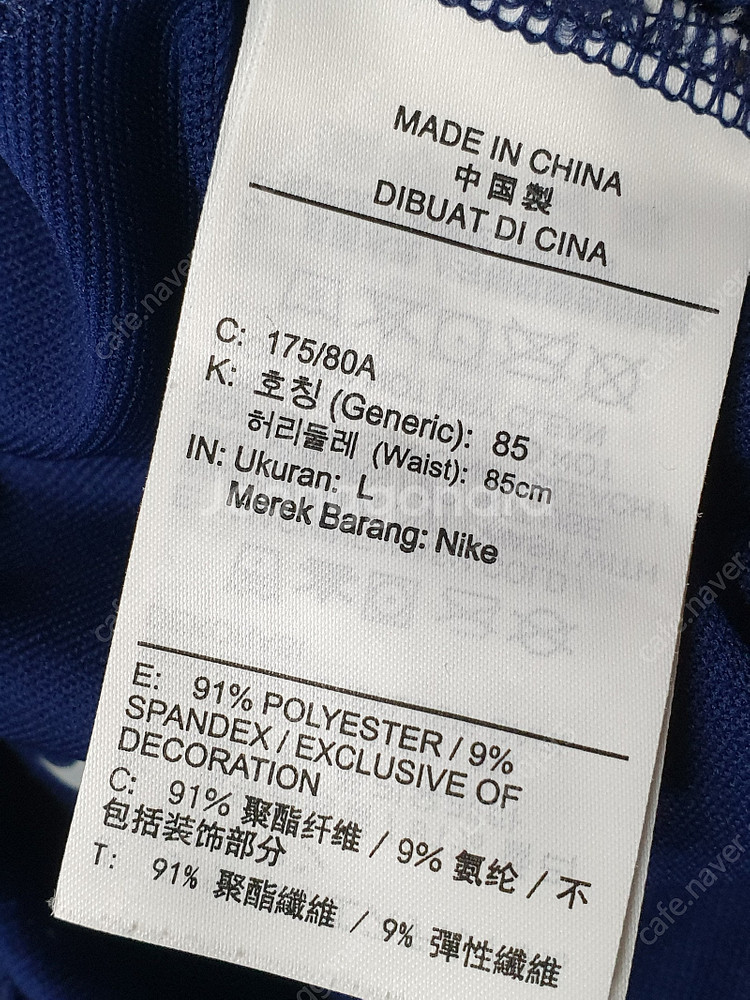 MADE IN CHINA
中国製
DIBUAT DI CINA
C: 175/80A
K: 호칭 (Generic): 85
허리둘레 (Waist): 85cm
IN: Ukuran: L
Merek Barang: Nike
E: 91% POLYESTER / 9%
SPANDEX / EXCLUSIVE OF
DECORATION
C: 91% 聚酯纤维 / 9% 氨纶 / 不
包括装饰部分
T: 91% 聚酯纖維 / 9% 彈性纖維
cafe.naver
cafe.naver
cafe.naver
cafe.naver